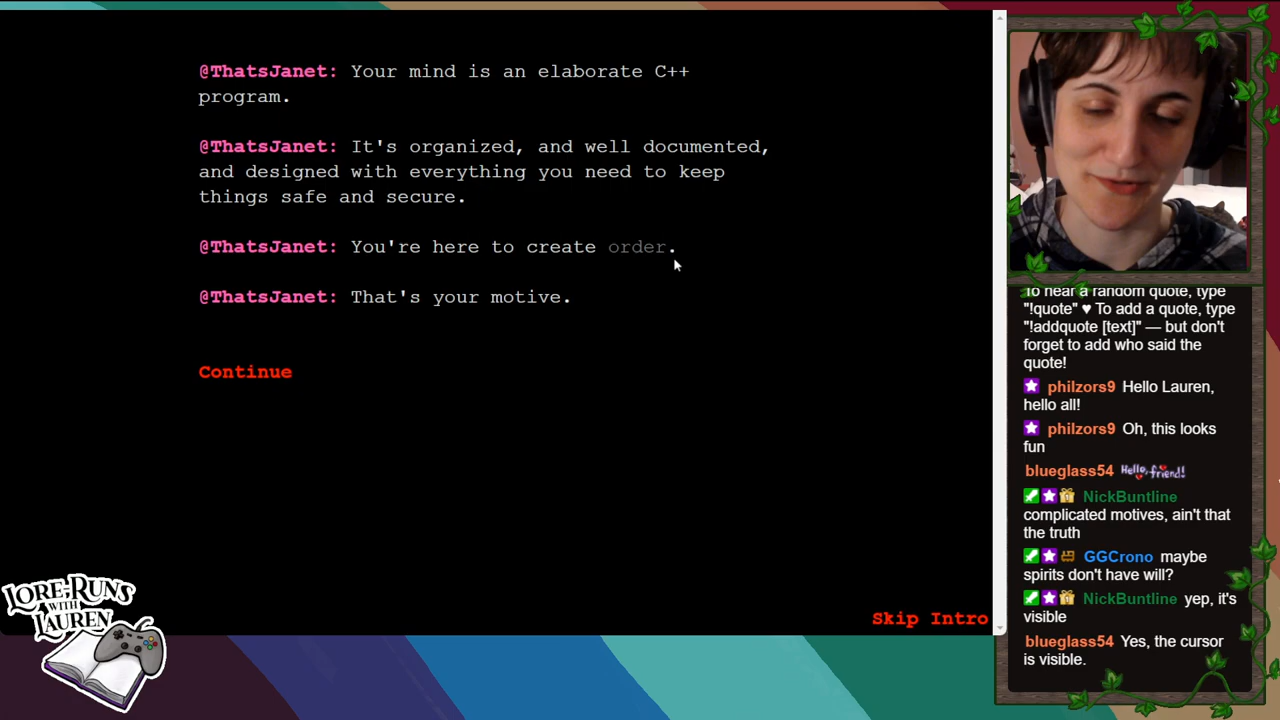 @ThatsJanet: Your mind is an elaborate C++
program.
@ThatsJanet: It's organized, and well documented,
and designed with everything you need to keep
things safe and secure.
@ThatsJanet: You're here to create order.
@ThatsJanet: That's your motive.
Continue
Skip Intro
LORE-RUNS
WITH
LAUREN
To hear a random quote, type
"!quote" ♥ To add a quote, type
"!addquote [text]" — but don't
forget to add who said the
quote!
philzors9 Hello Lauren,
hello all!
philzors9 Oh, this looks
fun
blueglass54 Hello, friend!
NickBuntline
complicated motives, ain't that
the truth
GGCrono maybe
spirits don't have will?
NickBuntline yep, it's
visible
blueglass54 Yes, the cursor
is visible.